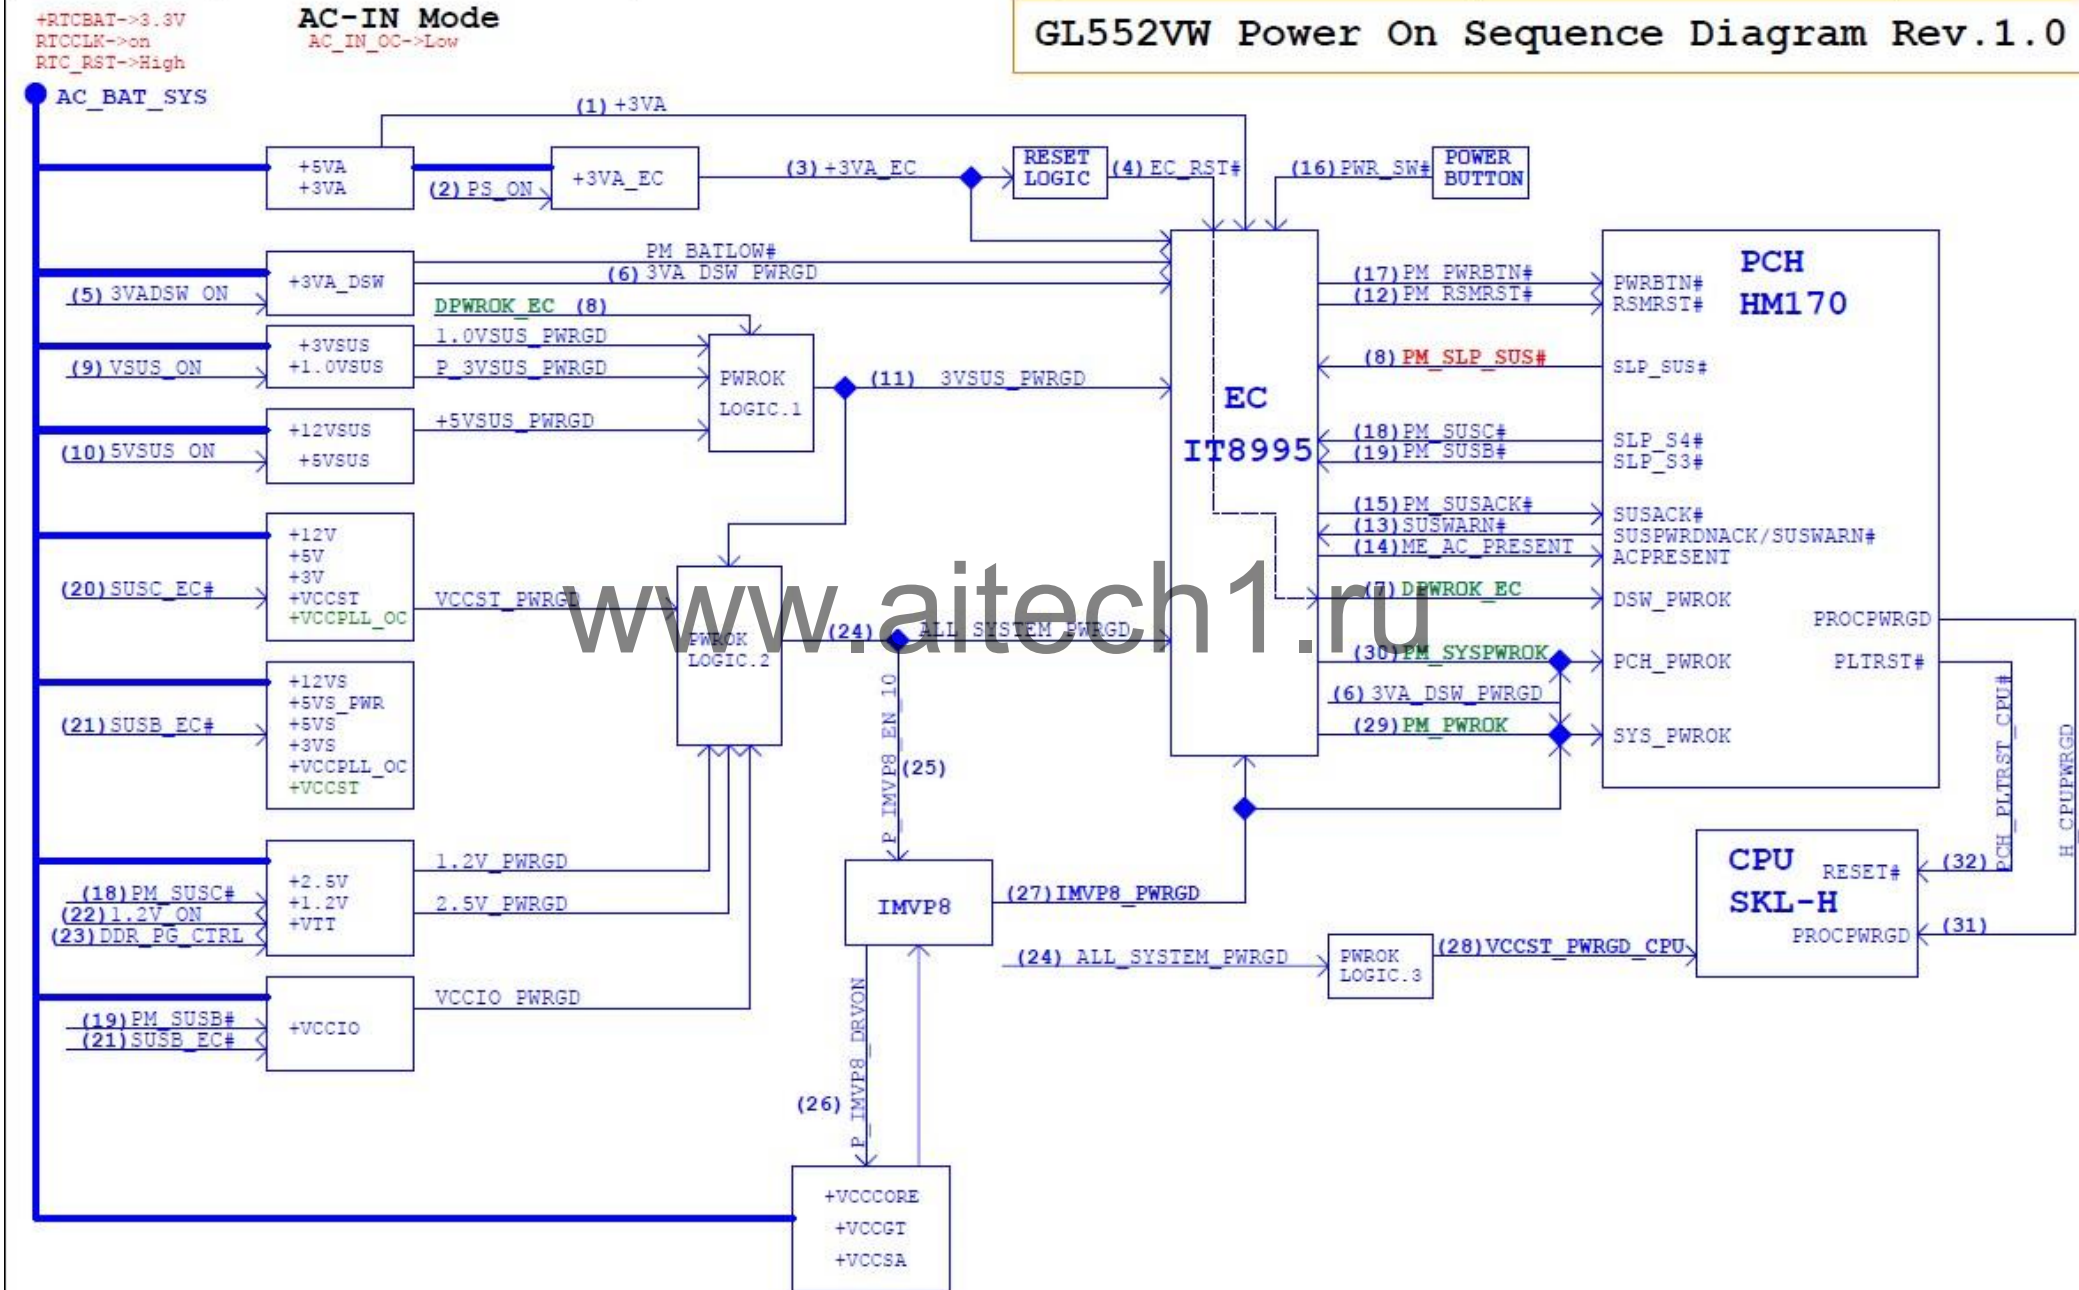 +RTCBAT->3.3V
RTCCLK->on
RTC_RST->High
AC-IN Mode
AC_IN_OC->Low
GL552VW Power On Sequence Diagram Rev.1.0
AC_BAT_SYS
(1) +3VA
+5VA
+3VA
(2) PS_ON
+3VA_EC
(3) +3VA_EC
RESET
LOGIC
(4) EC_RST#
(16) PWR_SW#
POWER
BUTTON
+3VA_DSW
(5) 3VADSW_ON
PM_BATLOW#
(6) 3VA_DSW_PWRGD
DPWROK_EC (8)
+3VSUS
+1.0VSUS
(9) VSUS_ON
1.0VSUS_PWRGD
P_3VSUS_PWRGD
+12VSUS
+5VSUS
(10) 5VSUS_ON
+5VSUS_PWRGD
PWROK
LOGIC.1
(11) 3VSUS_PWRGD
EC
IT8995
PCH
HM170
(17) PM_PWRBTN#
PWRBTN#
(12) PM_RSMRST#
RSMRST#
(8) PM_SLP_SUS#
SLP_SUS#
(18) PM_SUSC#
SLP_S4#
(19) PM_SUSB#
SLP_S3#
(15) PM_SUSACK#
SUSACK#
(13) SUSWARN#
SUSPWRDNACK/SUSWARN#
(14) ME_AC_PRESENT
ACPRESENT
(7) DPWROK_EC
DSW_PWROK
(30) PM_SYSPWROK
PCH_PWROK
(6) 3VA_DSW_PWRGD
(29) PM_PWROK
SYS_PWROK
PROCPWRGD
PLTRST#
PCH_PLTRST_CPU#
H_CPUPWRGD
+12V
+5V
+3V
+VCCST
+VCCPLL_OC
(20) SUSC_EC#
VCCST_PWRGD
PWROK
LOGIC.2
(24) ALL_SYSTEM_PWRGD
www.aitech1.ru
+12VS
+5VS_PWR
+5VS
+3VS
+VCCPLL_OC
+VCCST
(21) SUSB_EC#
P_IMVP8_EN_10
(25)
+2.5V
+1.2V
+VTT
(18) PM_SUSC#
(22) 1.2V_ON
(23) DDR_PG_CTRL
1.2V_PWRGD
2.5V_PWRGD
IMVP8
(27) IMVP8_PWRGD
CPU
SKL-H
RESET#
(32)
PROCPWRGD
(31)
(24) ALL_SYSTEM_PWRGD
PWROK
LOGIC.3
(28) VCCST_PWRGD_CPU
+VCCIO
(19) PM_SUSB#
(21) SUSB_EC#
VCCIO_PWRGD
P_IMVP8_DRVON
(26)
+VCCCORE
+VCCGT
+VCCSA